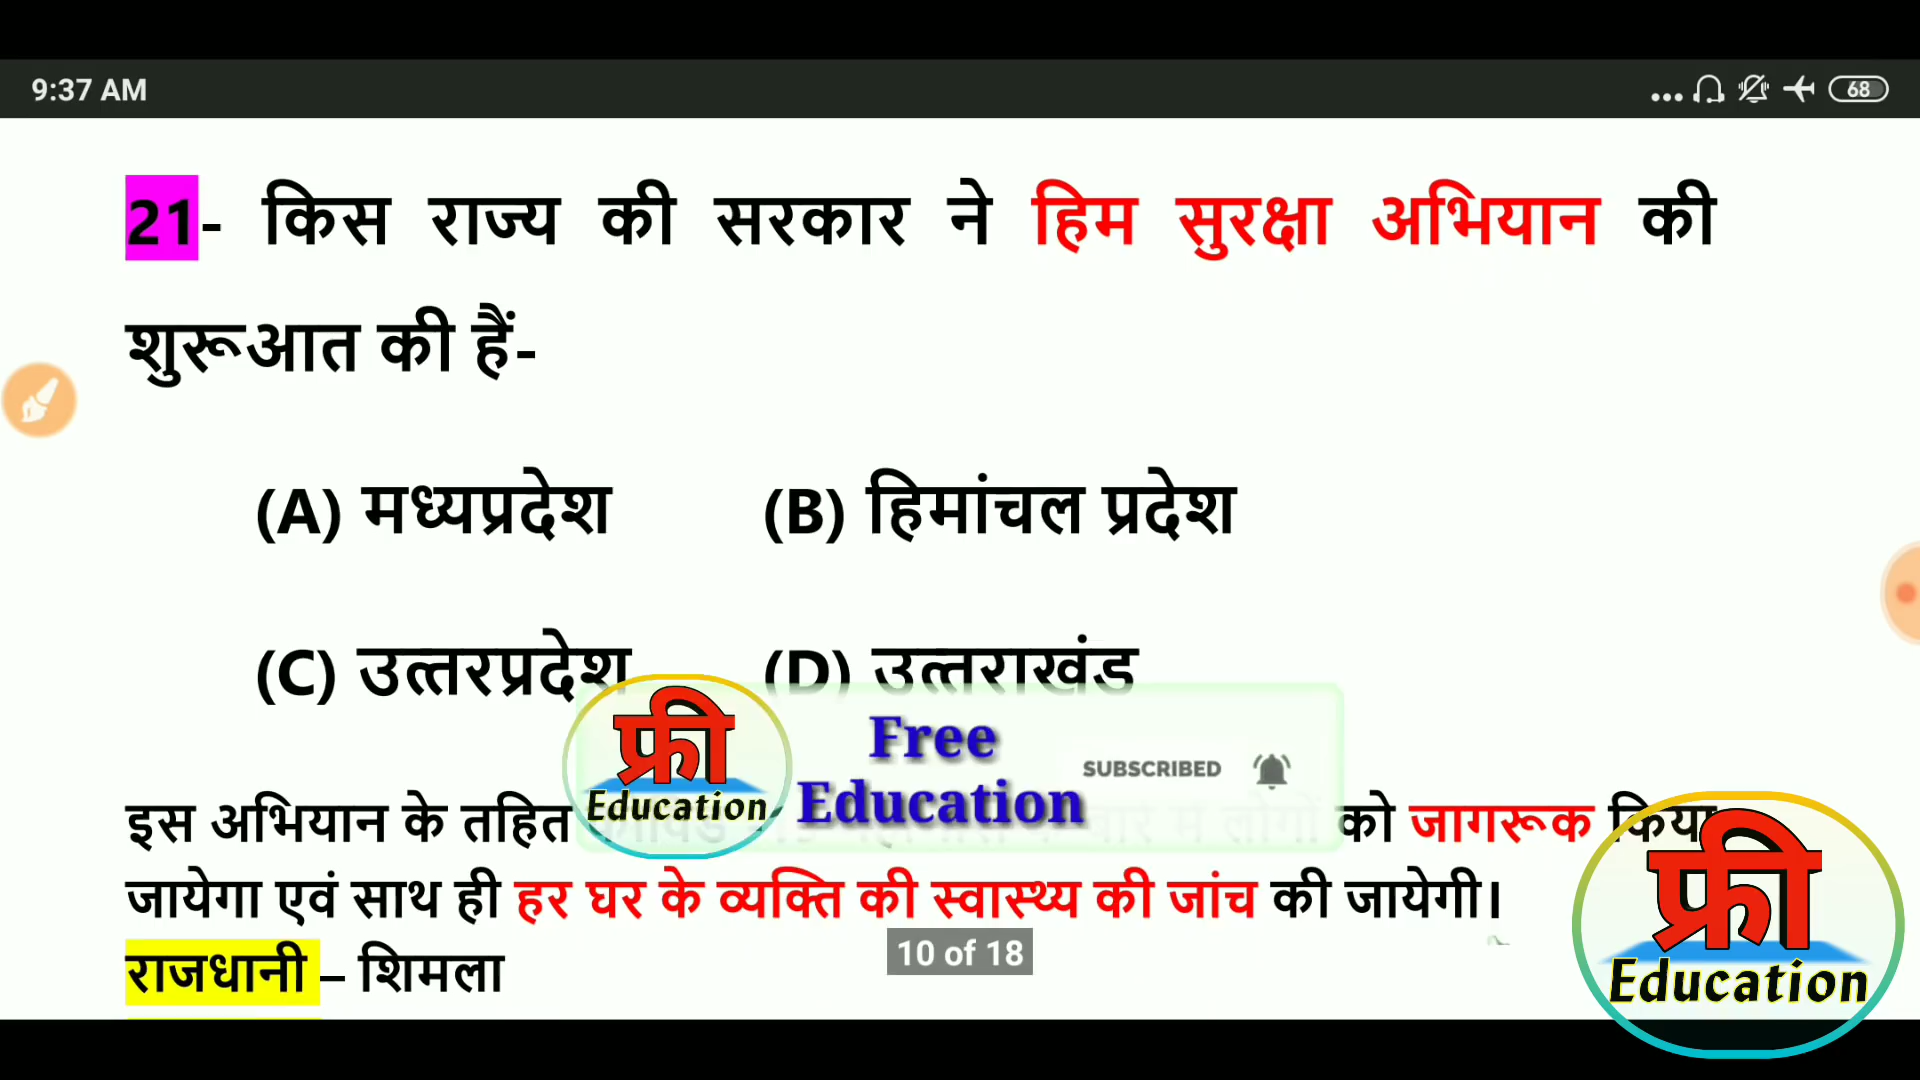 9:37 AM
68
21- किस राज्य की सरकार ने हिम सुरक्षा अभियान की
शुरूआत की हैं-
(A) मध्यप्रदेश (B) हिमांचल प्रदेश
(C) उत्तरप्रदेश (D) उत्तराखंड
फ्री
Education
Free
Education
SUBSCRIBED
इस अभियान के तहित को जागरूक किया
जायेगा एवं साथ ही हर घर के व्यक्ति की स्वास्थ्य की जांच की जायेगी।
राजधानी – शिमला
10 of 18
फ्री
Education